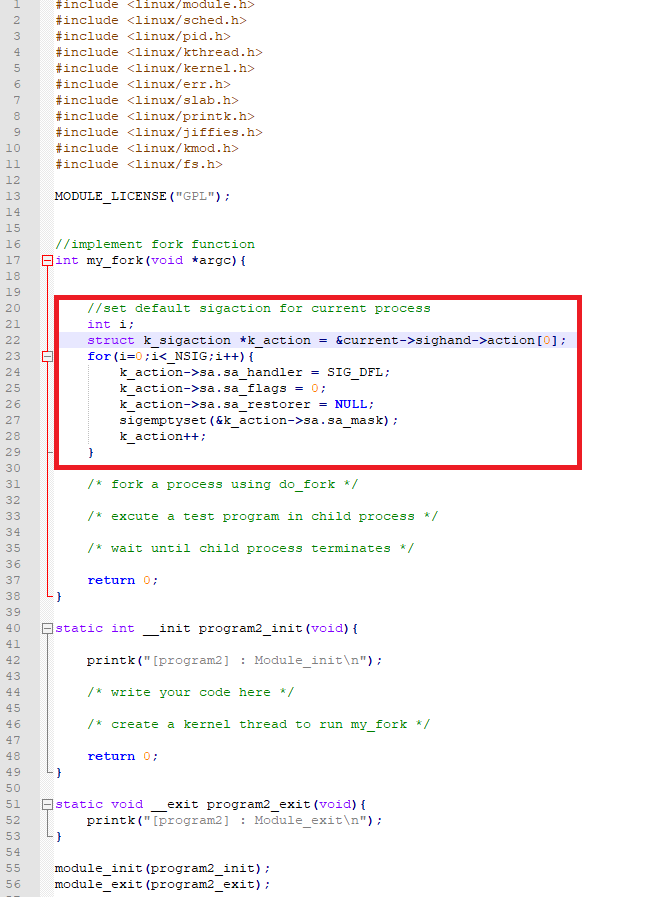 1 #include <linux/module.h>
2 #include <linux/sched.h>
3 #include <linux/pid.h>
4 #include <linux/kthread.h>
5 #include <linux/kernel.h>
6 #include <linux/err.h>
7 #include <linux/slab.h>
8 #include <linux/printk.h>
9 #include <linux/jiffies.h>
10 #include <linux/kmod.h>
11 #include <linux/fs.h>
12
13 MODULE_LICENSE("GPL");
14
15
16 //implement fork function
17 int my_fork(void *argc){
18
19
20     //set default sigaction for current process
21     int i;
22     struct k_sigaction *k_action = &current->sighand->action[0];
23     for(i=0;i<_NSIG;i++){
24         k_action->sa.sa_handler = SIG_DFL;
25         k_action->sa.sa_flags = 0;
26         k_action->sa.sa_restorer = NULL;
27         sigemptyset(&k_action->sa.sa_mask);
28         k_action++;
29     }
30
31     /* fork a process using do_fork */
32
33     /* excute a test program in child process */
34
35     /* wait until child process terminates */
36
37     return 0;
38 }
39
40 static int __init program2_init(void){
41
42     printk("[program2] : Module_init\n");
43
44     /* write your code here */
45
46     /* create a kernel thread to run my_fork */
47
48     return 0;
49 }
50
51 static void __exit program2_exit(void){
52     printk("[program2] : Module_exit\n");
53 }
54
55 module_init(program2_init);
56 module_exit(program2_exit);